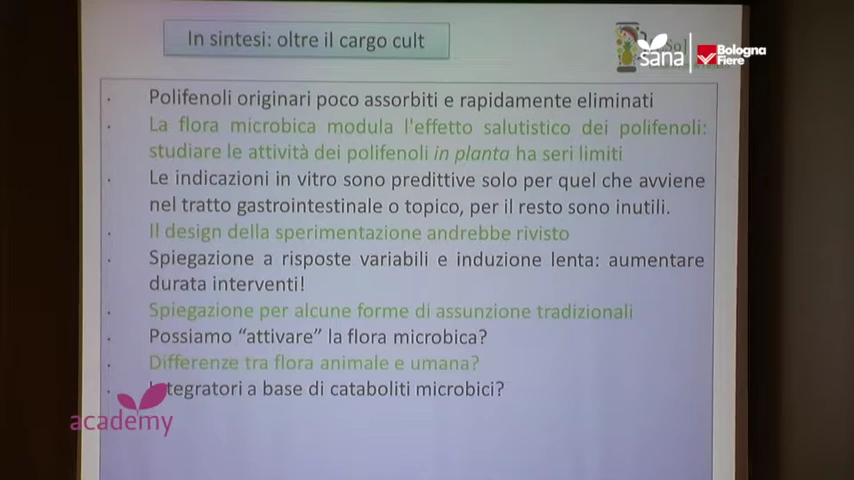 In sintesi: oltre il cargo cult
sana
Bologna
Fiere
Polifenoli originari poco assorbiti e rapidamente eliminati
La flora microbica modula l'effetto salutistico dei polifenoli:
studiare le attività dei polifenoli in planta ha seri limiti
Le indicazioni in vitro sono predittive solo per quel che avviene
nel tratto gastrointestinale o topico, per il resto sono inutili.
Il design della sperimentazione andrebbe rivisto
Spiegazione a risposte variabili e induzione lenta: aumentare
durata interventi!
Spiegazione per alcune forme di assunzione tradizionali
Possiamo "attivare" la flora microbica?
Differenze tra flora animale e umana?
Integratori a base di cataboliti microbici?
academy